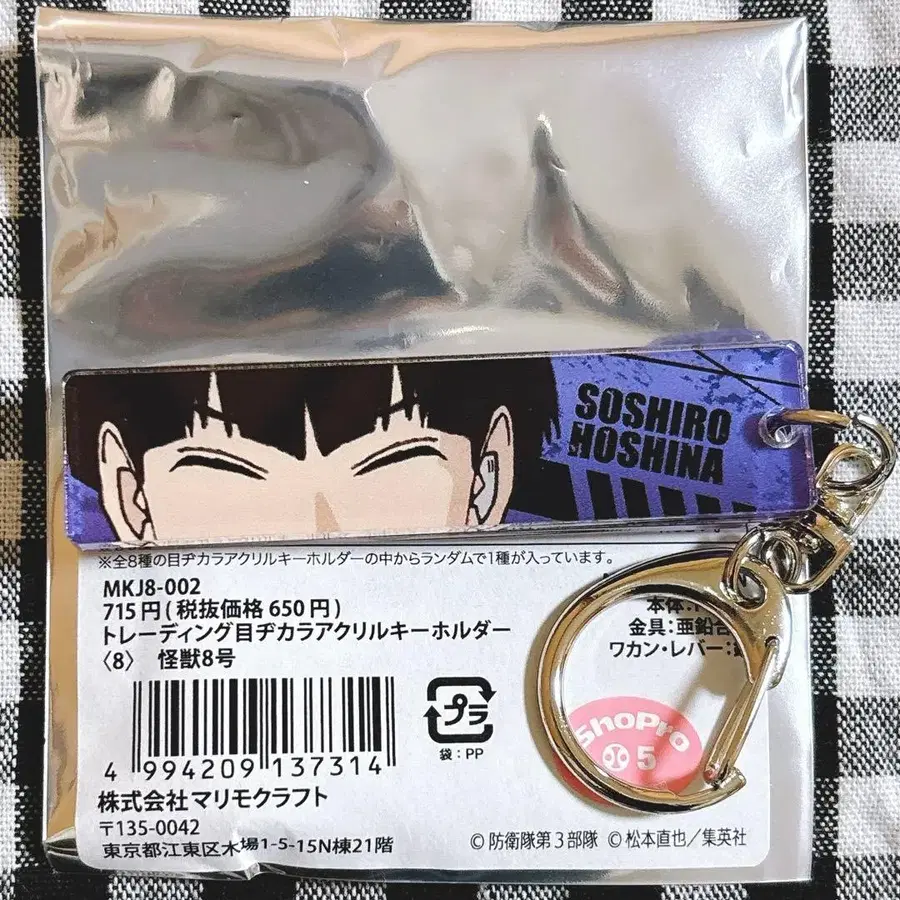 SOSHIRO
HOSHINA
※全8種の目ヂカラアクリルキーホルダーの中からランダムで1種が入っています。
MKJ8-002
715円(税抜価格650円)
トレーディング目ヂカラアクリルキーホルダー
〈8〉 怪獣8号
本体:
金具:亜鉛合
ワカン・レバー:
プラ
袋:PP
ShoPro
5
4 994209 137314
株式会社マリモクラフト
〒135-0042
東京都江東区木場1-5-15N棟21階
©防衛隊第3部隊 ©松本直也/集英社